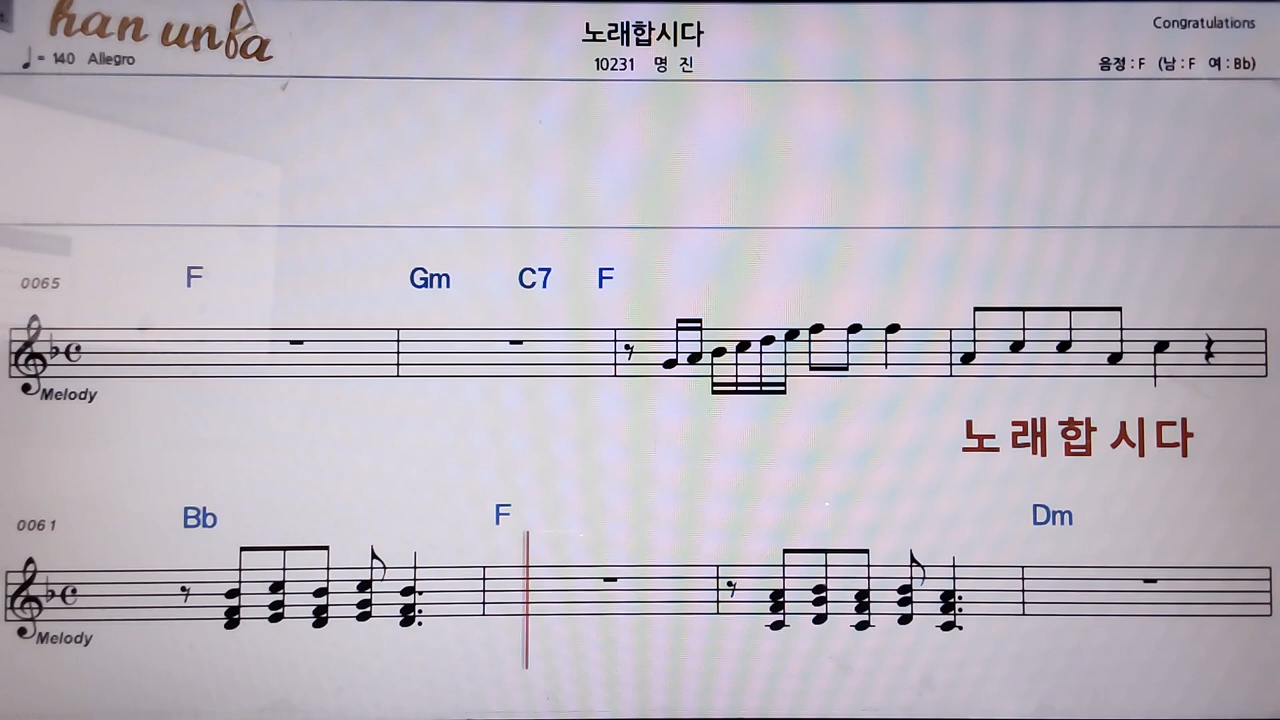 han unfa
♩= 140 Allegro
노래합시다
10231 명 진
Congratulations
음정 : F (남 : F 여 : Bb)
0065 F Gm C7 F
Melody
노래합시다
0061 Bb F Dm
Melody